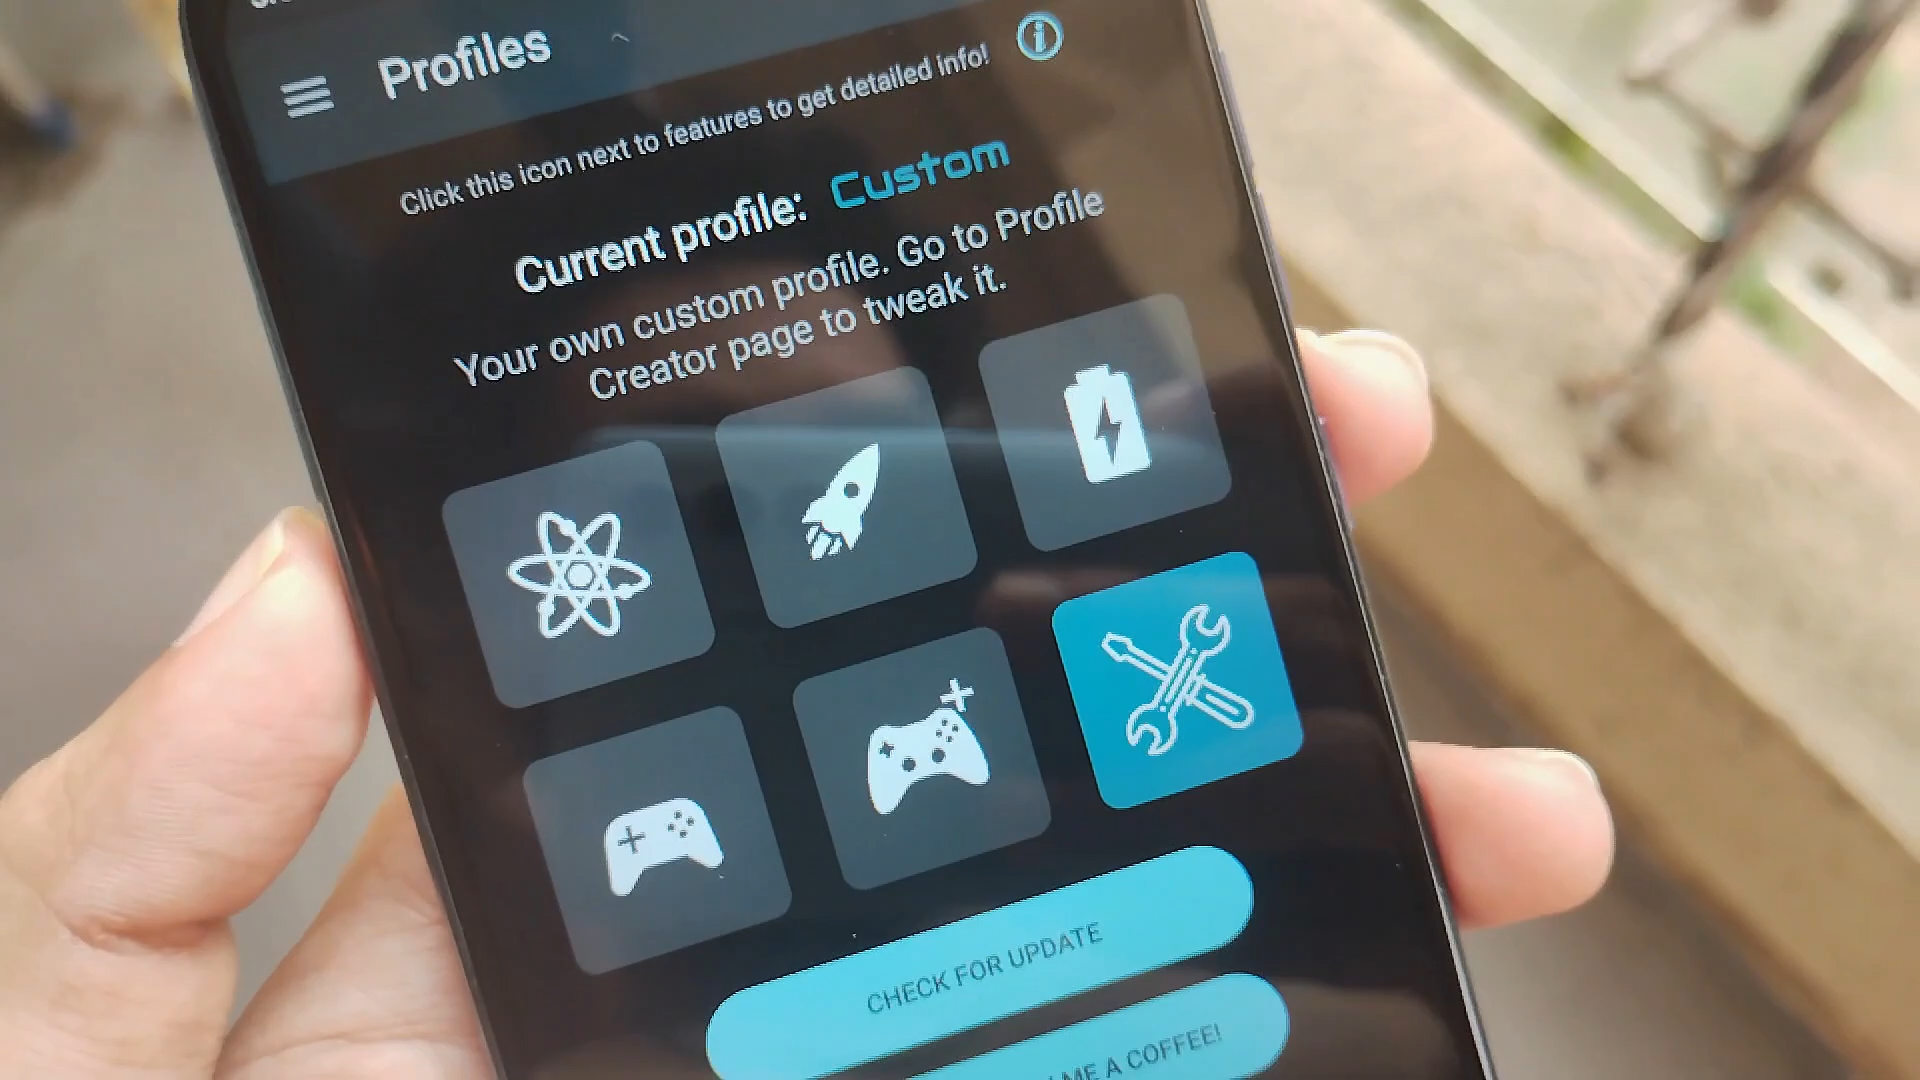 Profiles
Click this icon next to features to get detailed info!
Current profile: Custom
Your own custom profile. Go to Profile
Creator page to tweak it.
CHECK FOR UPDATE
ME A COFFEE!